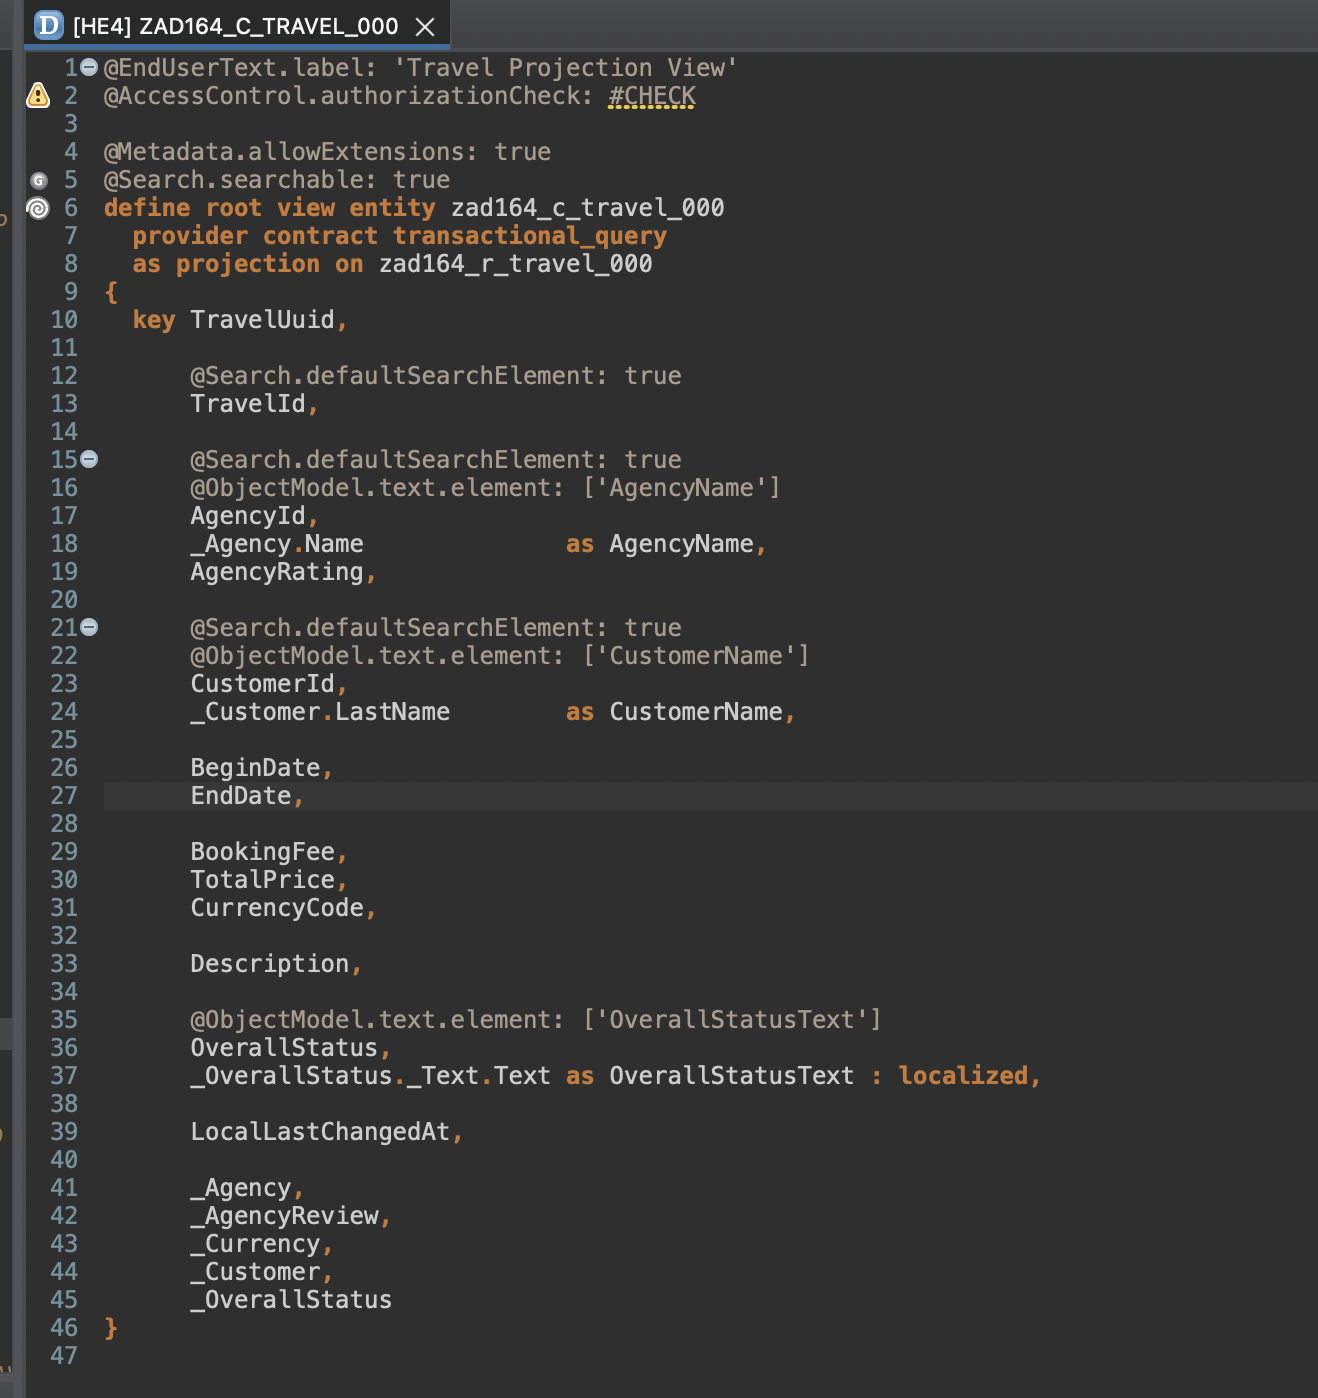 [HE4] ZAD164_C_TRAVEL_000
1 @EndUserText.label: 'Travel Projection View'
2 @AccessControl.authorizationCheck: #CHECK
3
4 @Metadata.allowExtensions: true
5 @Search.searchable: true
6 define root view entity zad164_c_travel_000
7   provider contract transactional_query
8   as projection on zad164_r_travel_000
9 {
10   key TravelUuid,
11
12       @Search.defaultSearchElement: true
13       TravelId,
14
15       @Search.defaultSearchElement: true
16       @ObjectModel.text.element: ['AgencyName']
17       AgencyId,
18       _Agency.Name              as AgencyName,
19       AgencyRating,
20
21       @Search.defaultSearchElement: true
22       @ObjectModel.text.element: ['CustomerName']
23       CustomerId,
24       _Customer.LastName        as CustomerName,
25
26       BeginDate,
27       EndDate,
28
29       BookingFee,
30       TotalPrice,
31       CurrencyCode,
32
33       Description,
34
35       @ObjectModel.text.element: ['OverallStatusText']
36       OverallStatus,
37       _OverallStatus._Text.Text as OverallStatusText : localized,
38
39       LocalLastChangedAt,
40
41       _Agency,
42       _AgencyReview,
43       _Currency,
44       _Customer,
45       _OverallStatus
46 }
47